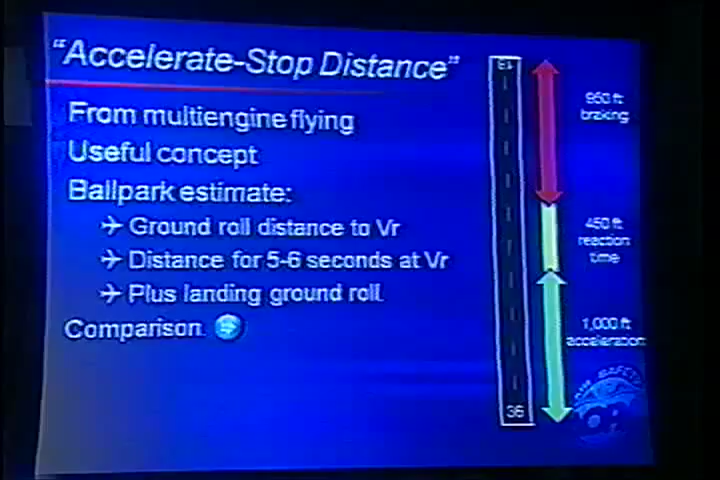 "Accelerate-Stop Distance"
From multiengine flying
Useful concept
Ballpark estimate:
Ground roll distance to Vr
Distance for 5-6 seconds at Vr
Plus landing ground roll
Comparison
950 ft
braking
450 ft
reaction
time
1,000 ft
acceleration
36
SAFETY